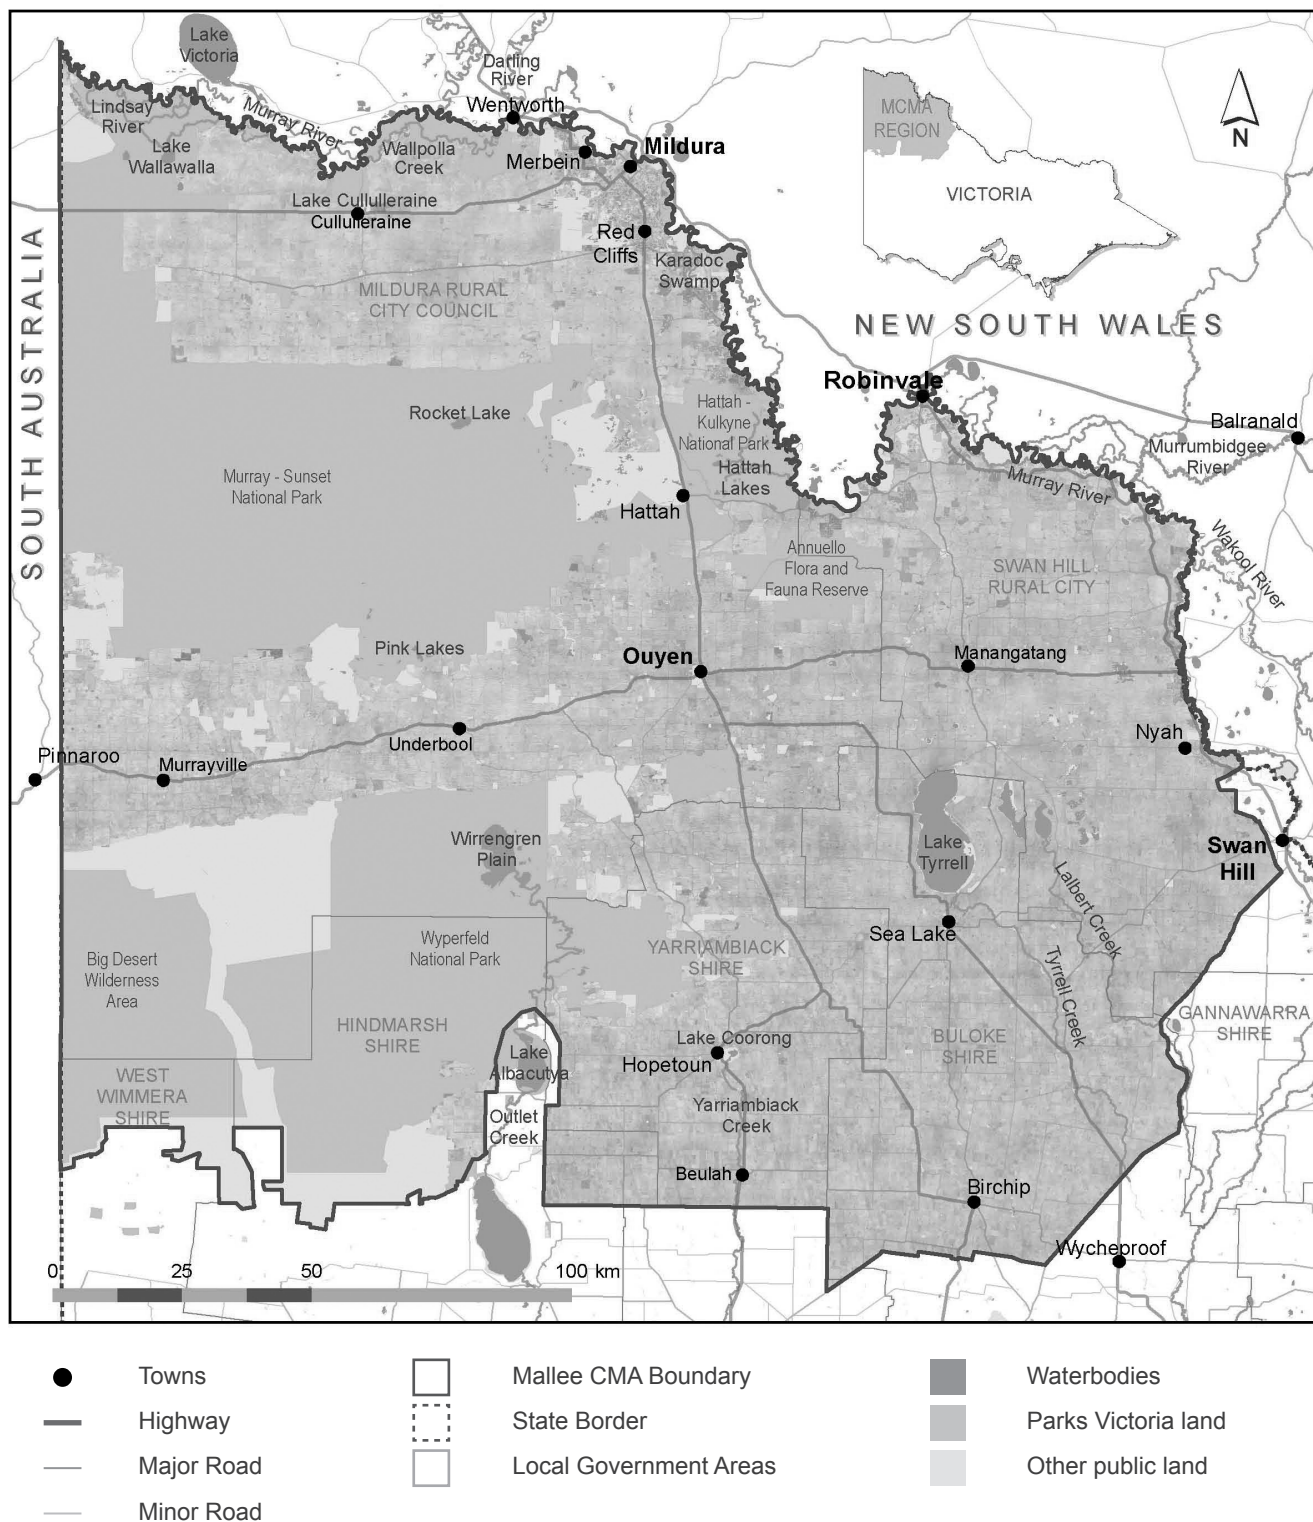 Lake
Victoria
Darling
River
Wentworth
Lindsay
River
Murray River
Lake
Wallawalla
Wallpolla
Creek
Merbein
Mildura
MCMA
REGION
VICTORIA
N
Lake Cullulleraine
Cullulleraine
Red
Cliffs
Karadoc
Swamp
MILDURA RURAL
CITY COUNCIL
SOUTH AUSTRALIA
NEW SOUTH WALES
Robinvale
Rocket Lake
Hattah -
Kulkyne
National Park
Hattah
Lakes
Balranald
Murrumbidgee
River
Murray River
Murray - Sunset
National Park
Hattah
Wakool River
Annuello
Flora and
Fauna Reserve
SWAN HILL
RURAL CITY
Pink Lakes
Ouyen
Manangatang
Nyah
Underbool
Pinnaroo
Murrayville
Wirrengren
Plain
Lake
Tyrrell
Swan
Hill
Lalbert Creek
Sea Lake
Tyrrell Creek
Big Desert
Wilderness
Area
Wyperfeld
National Park
YARRIAMBIACK
SHIRE
HINDMARSH
SHIRE
Lake Coorong
Hopetoun
BULOKE
SHIRE
GANNAWARRA
SHIRE
Lake
Albacutya
WEST
WIMMERA
SHIRE
Outlet
Creek
Yarriambiack
Creek
Beulah
Birchip
Wycheproof
0 25 50 100 km
Towns
Highway
Major Road
Minor Road
Mallee CMA Boundary
State Border
Local Government Areas
Waterbodies
Parks Victoria land
Other public land